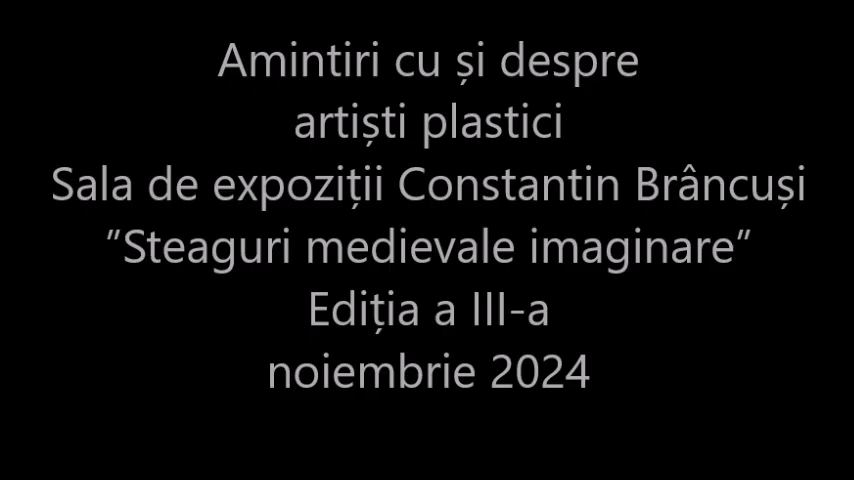 Amintiri cu și despre
artiști plastici
Sala de expoziții Constantin Brâncuși
”Steaguri medievale imaginare”
Ediția a III-a
noiembrie 2024